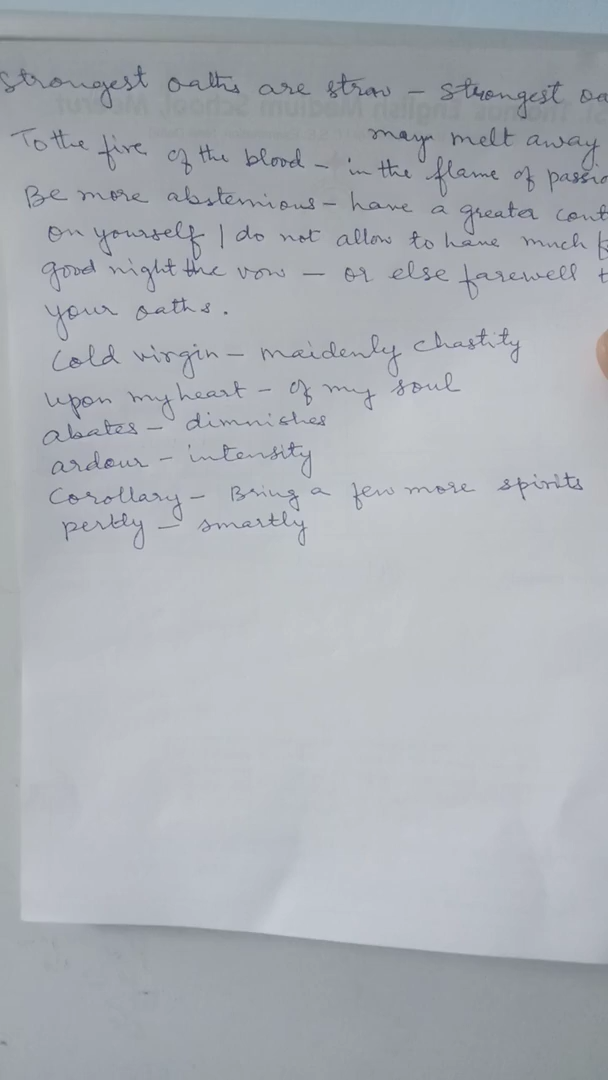 Strongest oaths are straw - Strongest oa
may melt away
To the fire of the blood - in the flame of passio
Be more abstemious - have a greater cont
on yourself / do not allow to have much
good night the vow - or else farewell t
your oaths.
Cold virgin - maidenly chastity
upon my heart - of my soul
abates - dimnishes
ardour - intensity
Corollary - Bring a few more spirits
pertly - smartly